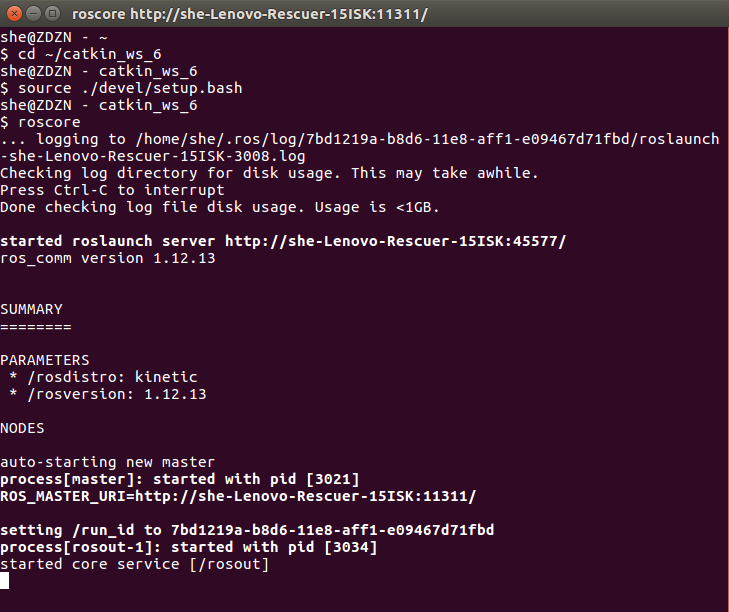 roscore http://she-Lenovo-Rescuer-15ISK:11311/
she@ZDZN - ~
$ cd ~/catkin_ws_6
she@ZDZN - catkin_ws_6
$ source ./devel/setup.bash
she@ZDZN - catkin_ws_6
$ roscore
... logging to /home/she/.ros/log/7bd1219a-b8d6-11e8-aff1-e09467d71fbd/roslaunch
-she-Lenovo-Rescuer-15ISK-3008.log
Checking log directory for disk usage. This may take awhile.
Press Ctrl-C to interrupt
Done checking log file disk usage. Usage is <1GB.
started roslaunch server http://she-Lenovo-Rescuer-15ISK:45577/
ros_comm version 1.12.13
SUMMARY
========
PARAMETERS
 * /rosdistro: kinetic
 * /rosversion: 1.12.13
NODES
auto-starting new master
process[master]: started with pid [3021]
ROS_MASTER_URI=http://she-Lenovo-Rescuer-15ISK:11311/
setting /run_id to 7bd1219a-b8d6-11e8-aff1-e09467d71fbd
process[rosout-1]: started with pid [3034]
started core service [/rosout]